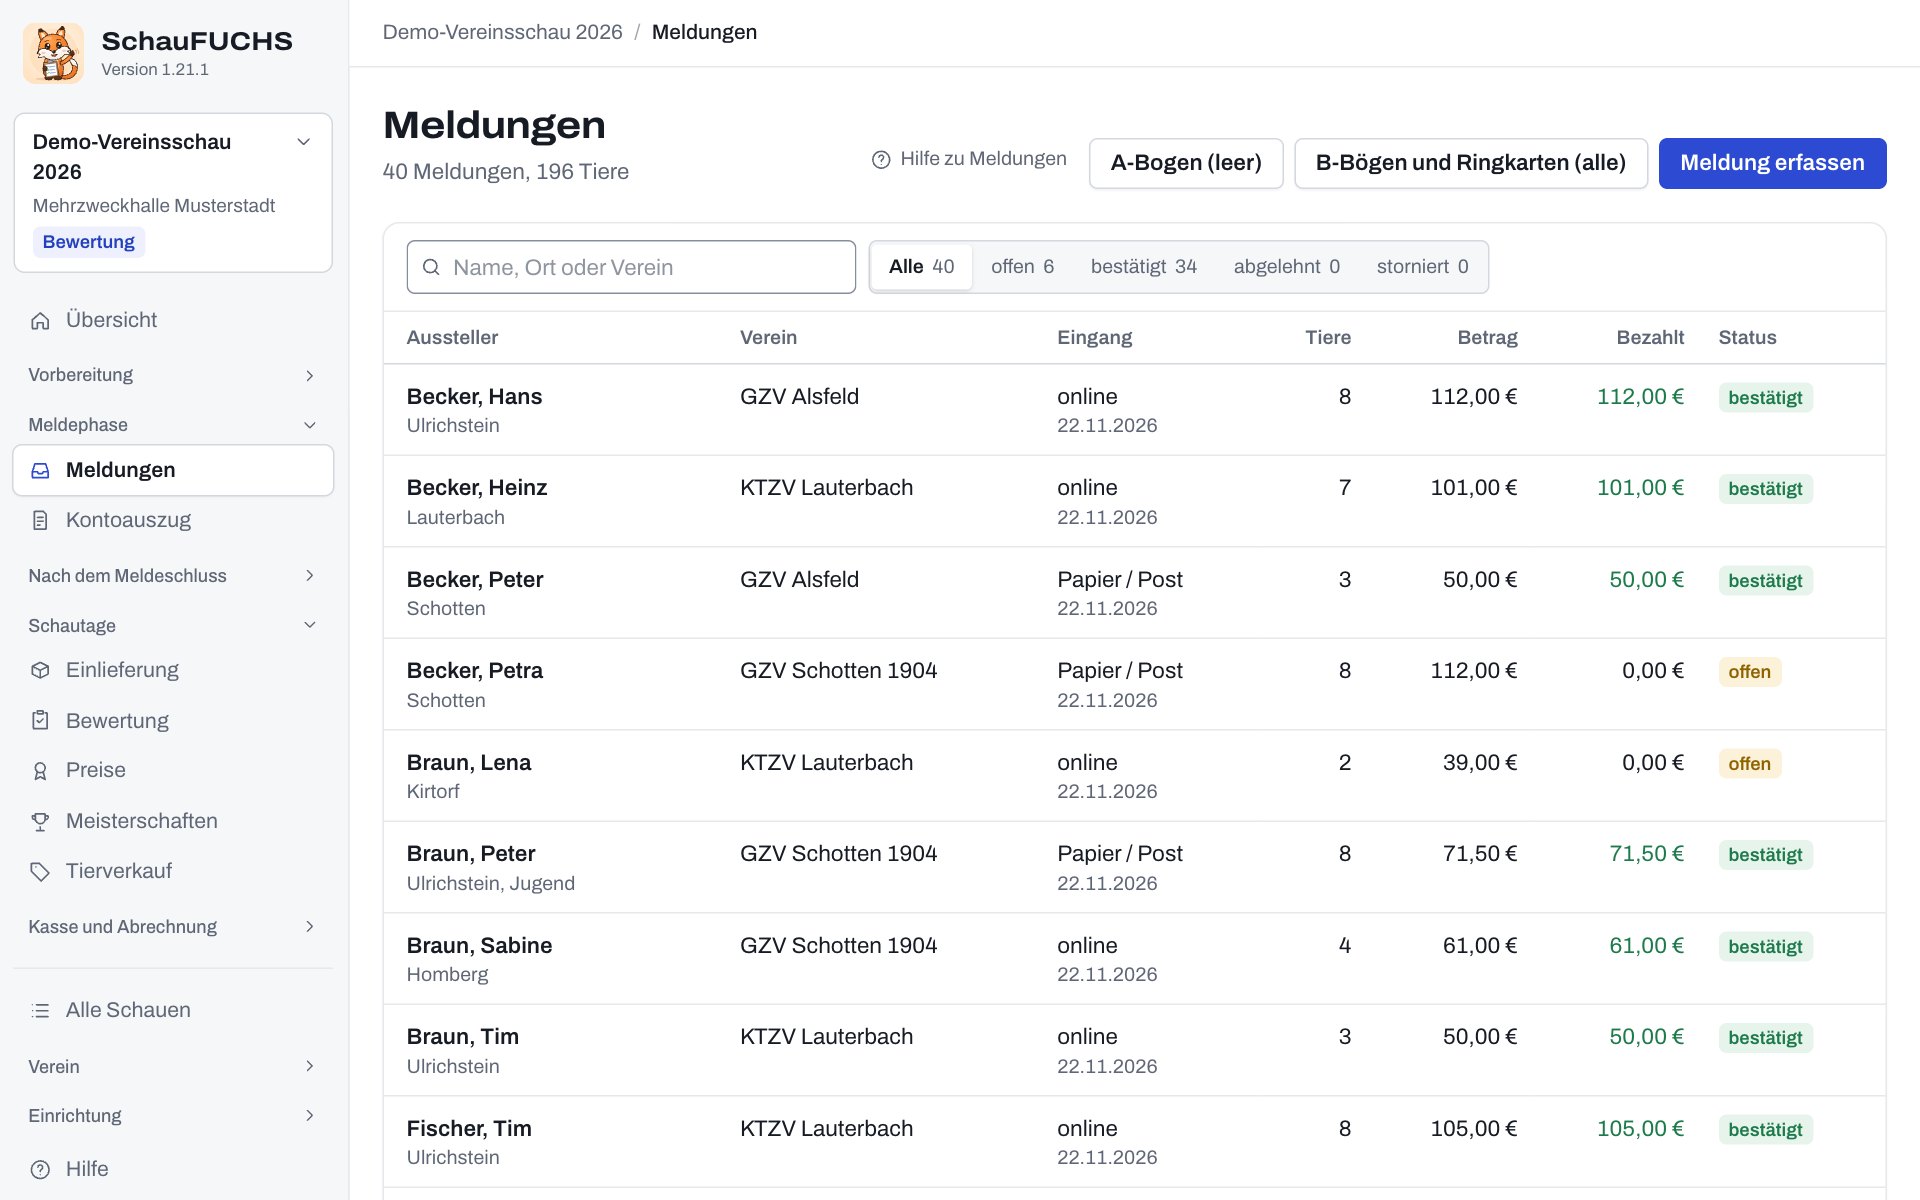 SchauFUCHS
Version 1.21.1
Demo-Vereinsschau
2026
Mehrzweckhalle Musterstadt
Bewertung
Übersicht
Vorbereitung
Meldephase
Meldungen
Kontoauszug
Nach dem Meldeschluss
Schautage
Einlieferung
Bewertung
Preise
Meisterschaften
Tierverkauf
Kasse und Abrechnung
Alle Schauen
Verein
Einrichtung
Hilfe
Demo-Vereinsschau 2026 / Meldungen
Meldungen
40 Meldungen, 196 Tiere
Hilfe zu Meldungen
A-Bogen (leer)
B-Bögen und Ringkarten (alle)
Meldung erfassen
Name, Ort oder Verein
Alle 40 offen 6 bestätigt 34 abgelehnt 0 storniert 0
Aussteller Verein Eingang Tiere Betrag Bezahlt Status
Becker, Hans GZV Alsfeld online 8 112,00 € 112,00 € bestätigt
Ulrichstein 22.11.2026
Becker, Heinz KTZV Lauterbach online 7 101,00 € 101,00 € bestätigt
Lauterbach 22.11.2026
Becker, Peter GZV Alsfeld Papier / Post 3 50,00 € 50,00 € bestätigt
Schotten 22.11.2026
Becker, Petra GZV Schotten 1904 Papier / Post 8 112,00 € 0,00 € offen
Schotten 22.11.2026
Braun, Lena KTZV Lauterbach online 2 39,00 € 0,00 € offen
Kirtorf 22.11.2026
Braun, Peter GZV Schotten 1904 Papier / Post 8 71,50 € 71,50 € bestätigt
Ulrichstein, Jugend 22.11.2026
Braun, Sabine GZV Schotten 1904 online 4 61,00 € 61,00 € bestätigt
Homberg 22.11.2026
Braun, Tim KTZV Lauterbach online 3 50,00 € 50,00 € bestätigt
Ulrichstein 22.11.2026
Fischer, Tim KTZV Lauterbach online 8 105,00 € 105,00 € bestätigt
Ulrichstein 22.11.2026